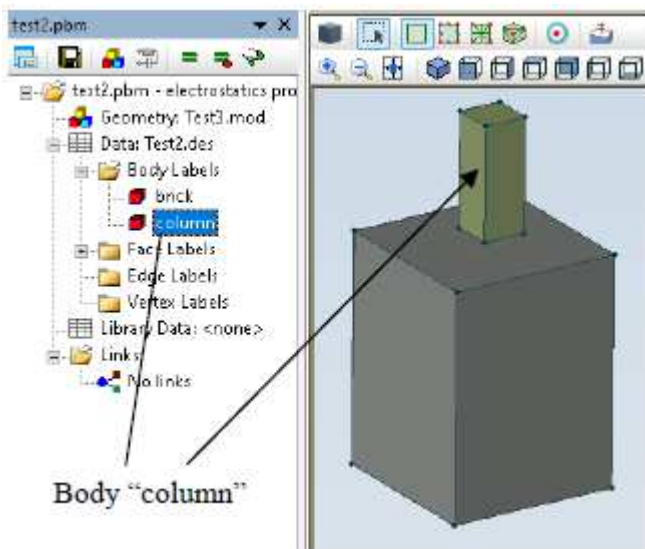 test2.pbm
test2.pbm - electrostatics pro
Geometry: Test3.mod
Data: Test2.des
Body Labels
brick
column
Face Labels
Edge Labels
Vertex Labels
Library Data: <none>
Links
No links
Body “column”